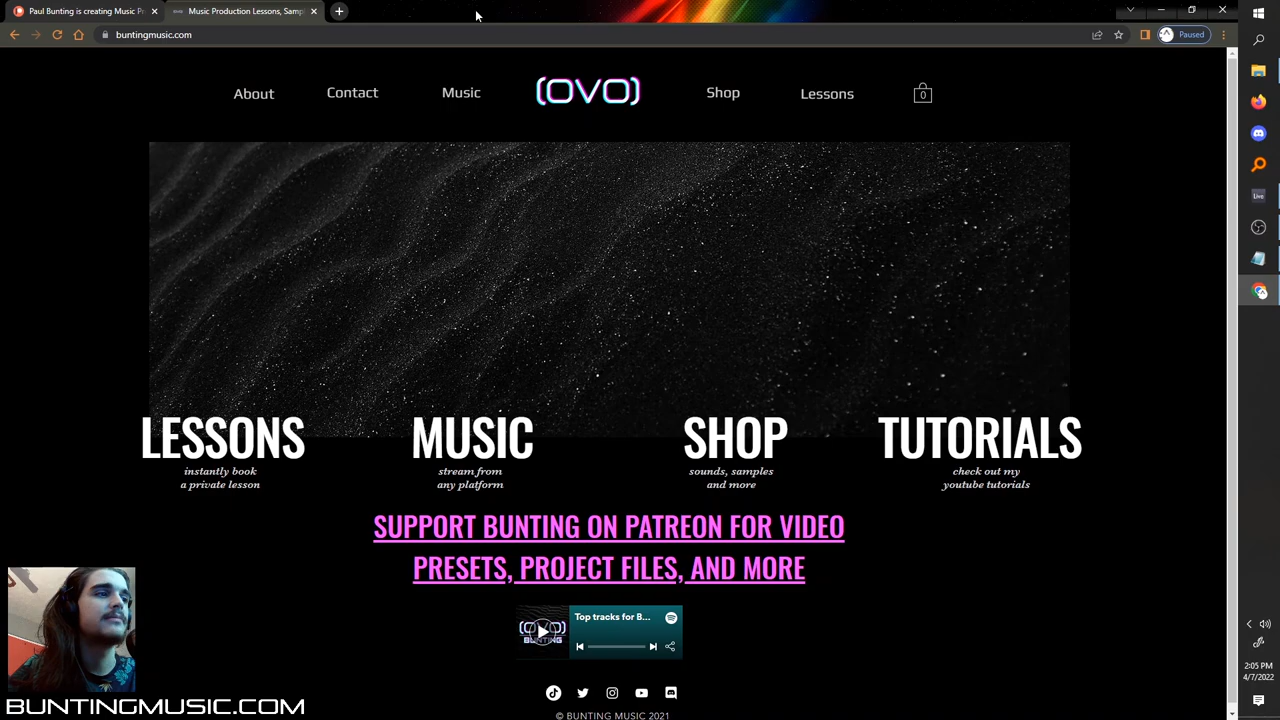 Paul Bunting is creating Music P
Music Production Lessons, Samp
buntingmusic.com
Paused
About
Contact
Music
(OVO)
Shop
Lessons
0
LESSONS
instantly book
a private lesson
MUSIC
stream from
any platform
SHOP
sounds, samples
and more
TUTORIALS
check out my
youtube tutorials
SUPPORT BUNTING ON PATREON FOR VIDEO
PRESETS, PROJECT FILES, AND MORE
(OVO)
BUNTING
Top tracks for B...
© BUNTING MUSIC 2021
BUNTINGMUSIC.COM
Live
2:05 PM
4/7/2022